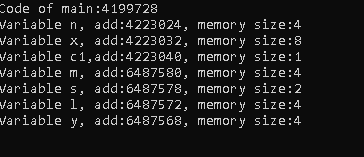 Code of main:4199728
Variable n, add:4223024, memory size:4
Variable x, add:4223032, memory size:8
Variable c1,add:4223040, memory size:1
Variable m, add:6487580, memory size:4
Variable s, add:6487578, memory size:2
Variable l, add:6487572, memory size:4
Variable y, add:6487568, memory size:4